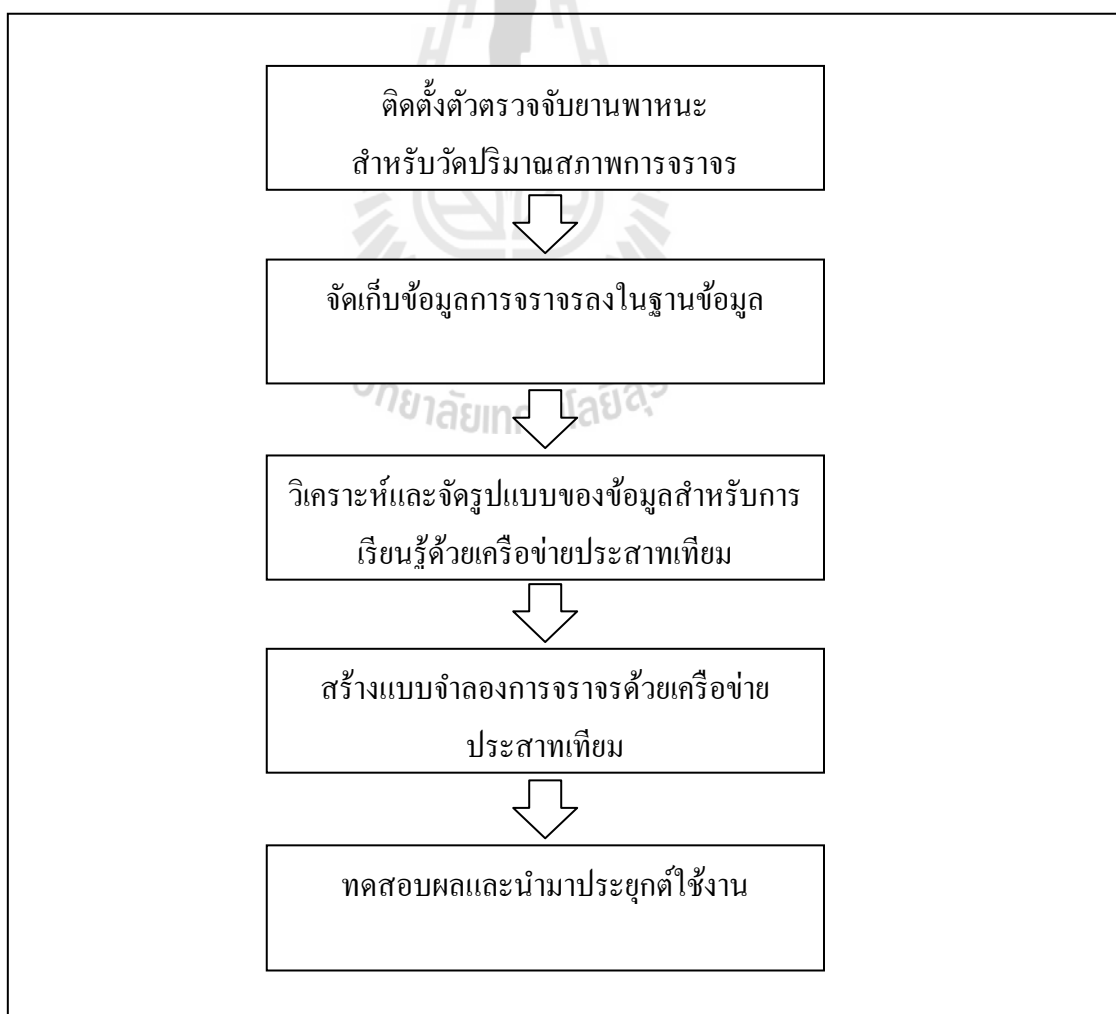 ติดตั้งตัวตรวจจับยานพาหนะ
สำหรับวัดปริมาณสภาพการจราจร
จัดเก็บข้อมูลการจราจรลงในฐานข้อมูล
วิเคราะห์และจัดรูปแบบของข้อมูลสำหรับการ
เรียนรู้ด้วยเครือข่ายประสาทเทียม
สร้างแบบจำลองการจราจรด้วยเครือข่าย
ประสาทเทียม
ทดสอบผลและนำมาประยุกต์ใช้งาน